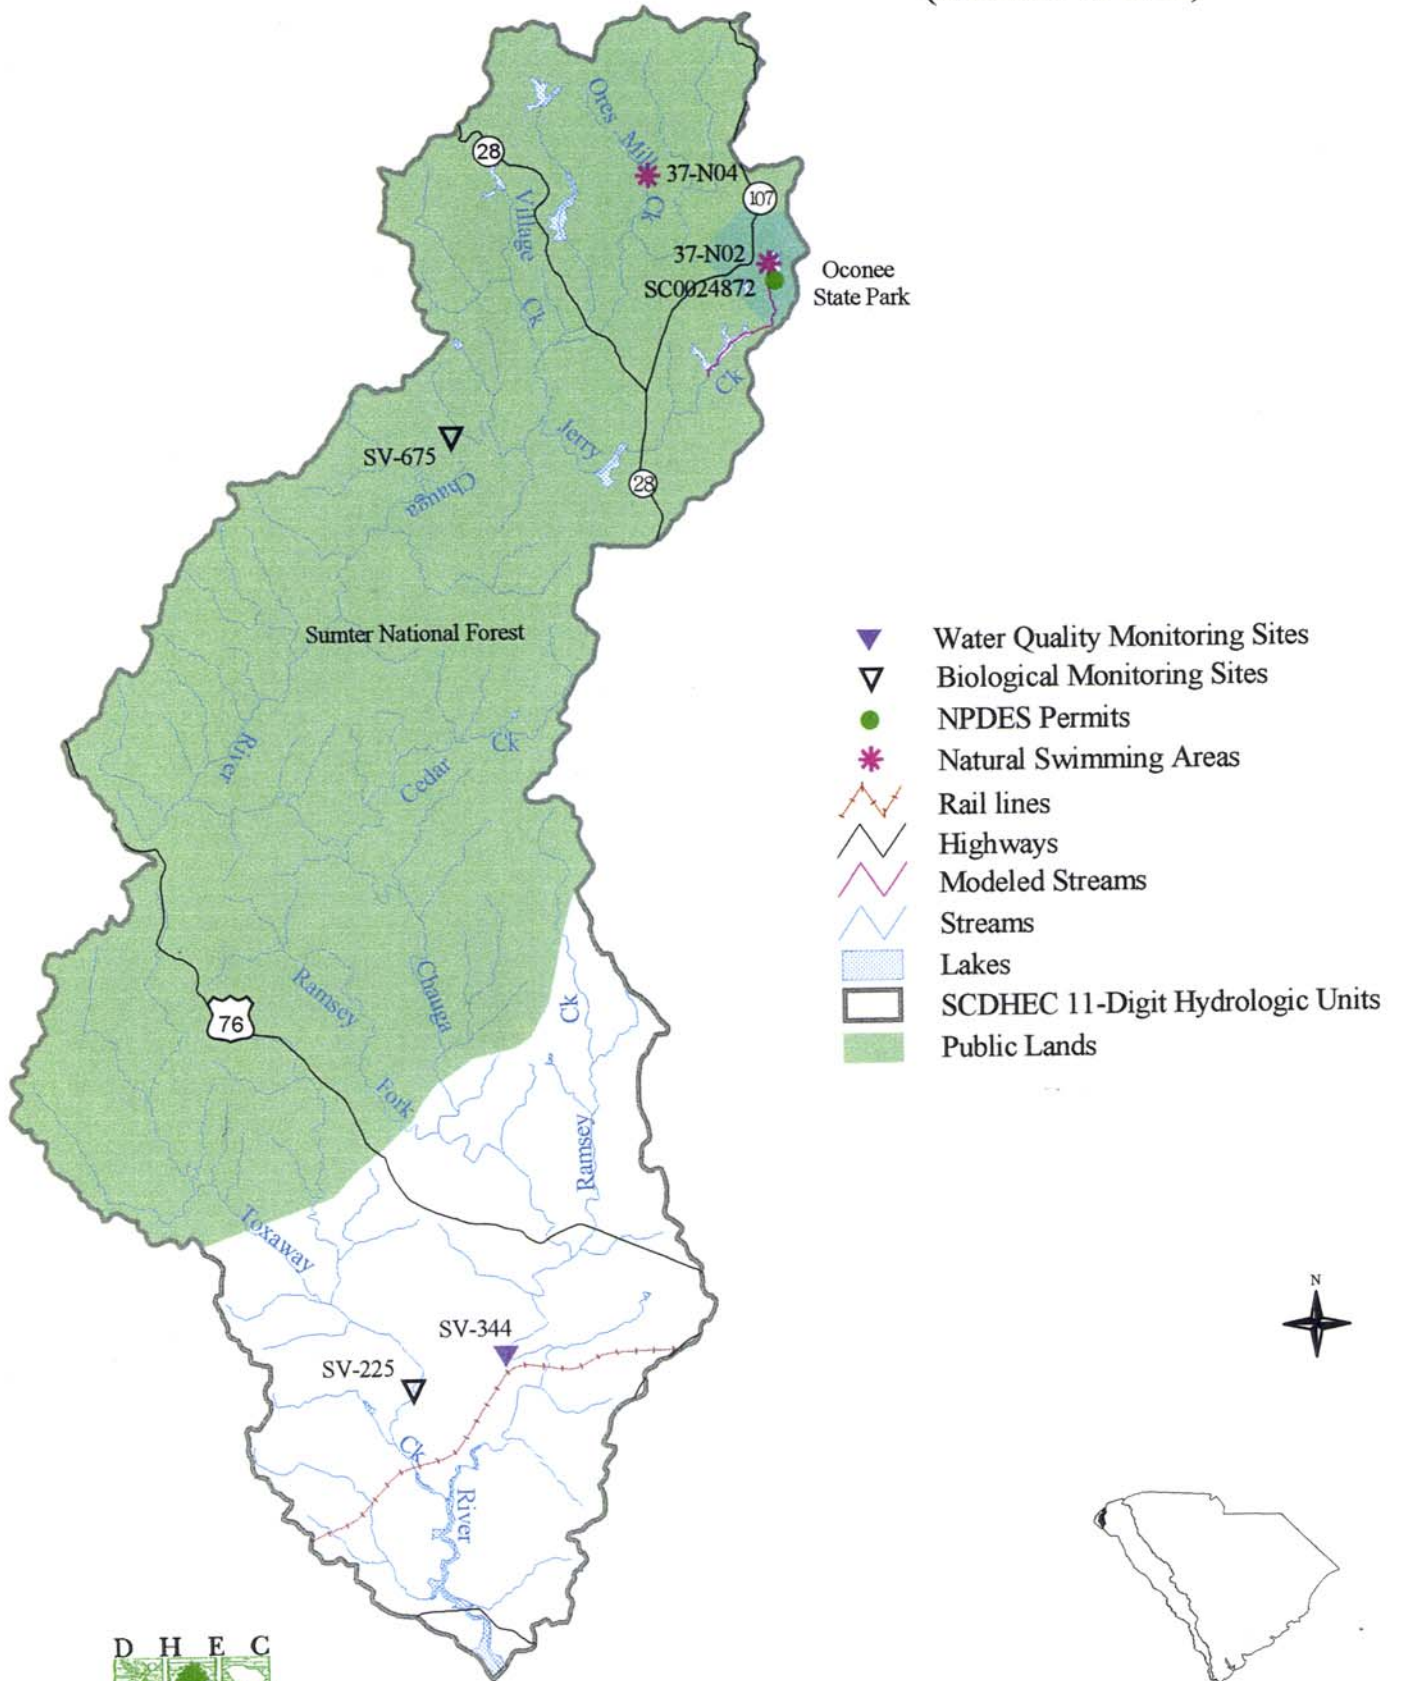 28
Ores Mill Ck
37-N04
107
Village Ck
37-N02
SC0024872
Oconee
State Park
Ck
Jerry
SV-675
Chauga
28
Sumter National Forest
River
Ck
Cedar
Ramsey
Chauga
Ck
76
Fork
Ramsey
Toxaway
SV-344
SV-225
Ck
River
Water Quality Monitoring Sites
Biological Monitoring Sites
NPDES Permits
Natural Swimming Areas
Rail lines
Highways
Modeled Streams
Streams
Lakes
SCDHEC 11-Digit Hydrologic Units
Public Lands
N
D H E C